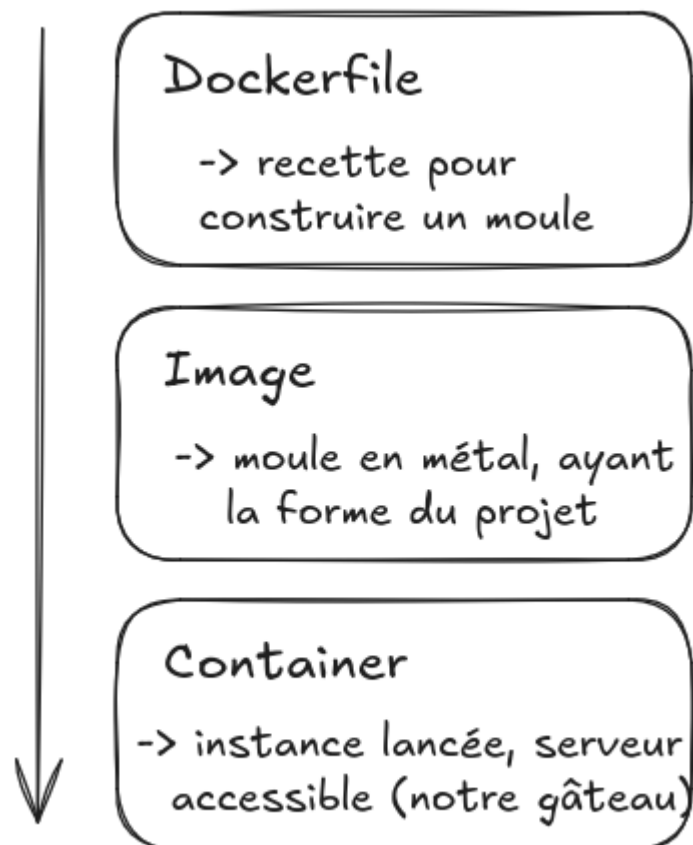 Dockerfile
-> recette pour
construire un moule
Image
-> moule en métal, ayant
la forme du projet
Container
-> instance lancée, serveur
accessible (notre gâteau)